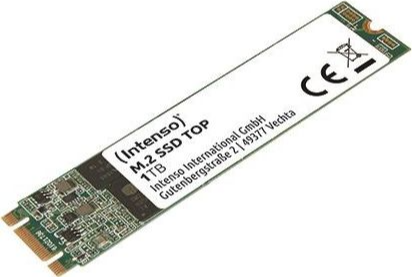 (Intenso)
M.2 SSD TOP
1TB
Intenso International GmbH
Gutenbergstraße 2 | 49377 Vechta
CE